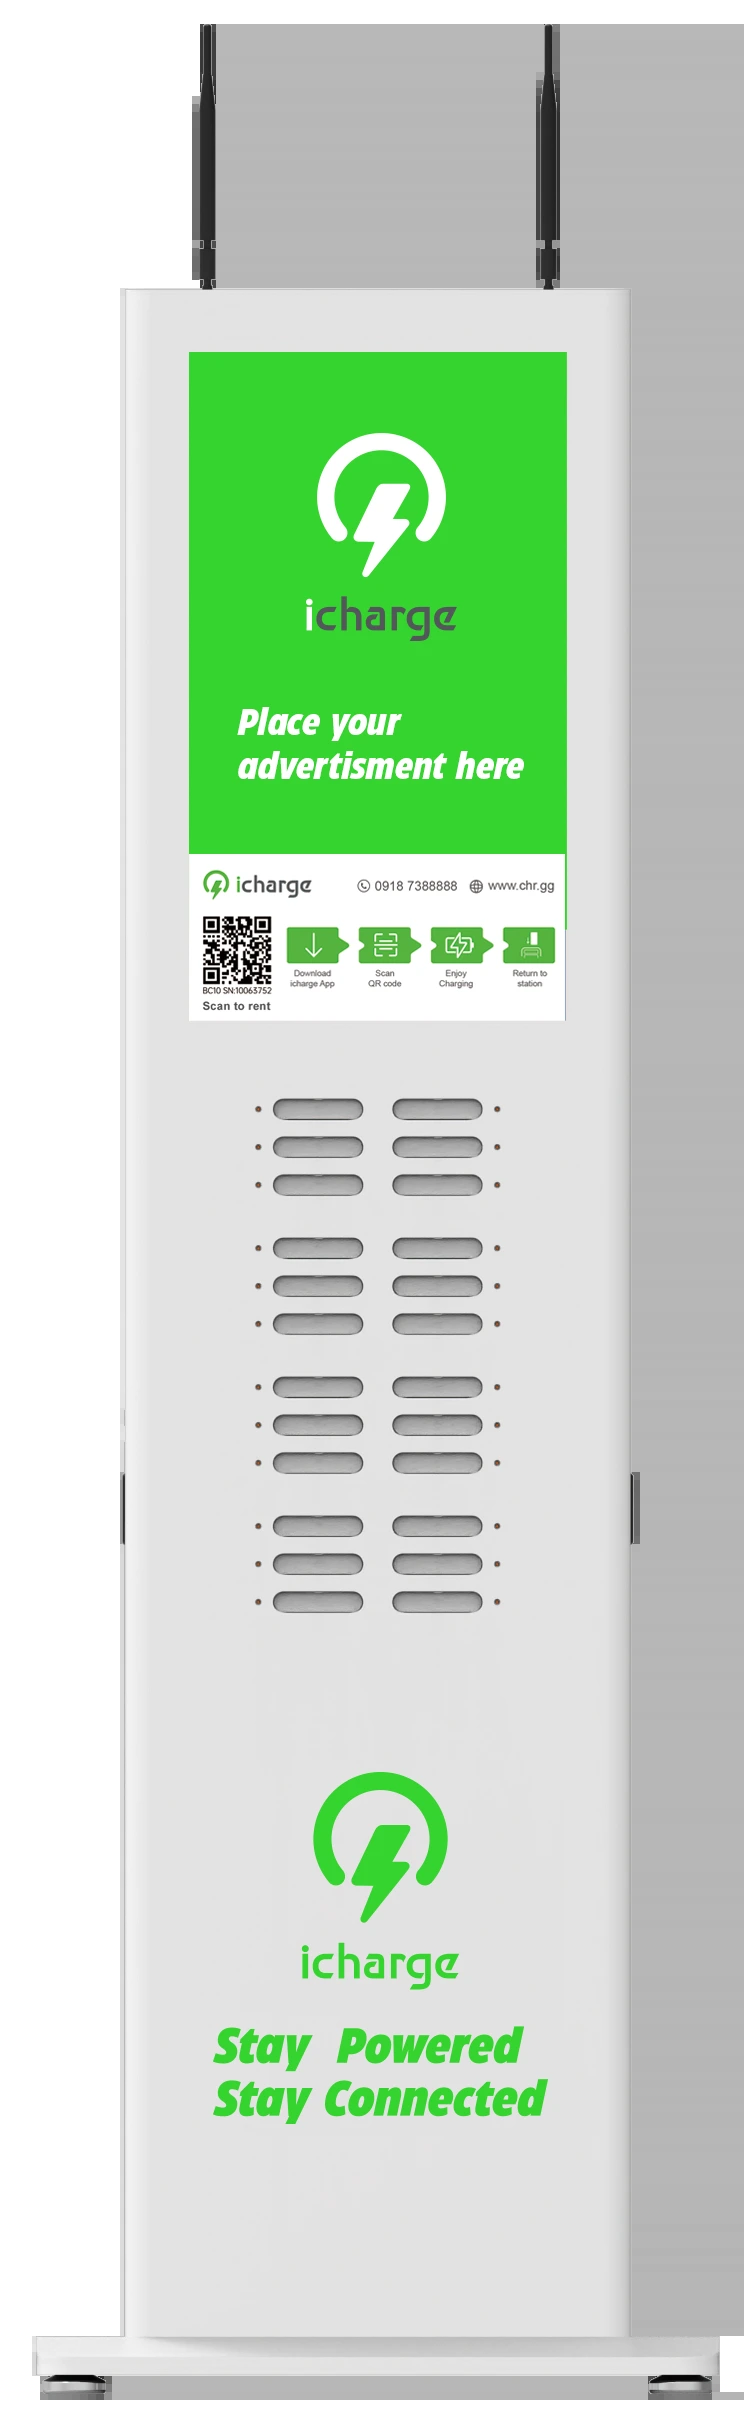 icharge
Place your
advertisment here
icharge 0918 7388888 www.chr.gg
BC10 SN:10063752
Scan to rent
Download
icharge App
Scan
QR code
Enjoy
Charging
Return to
station
icharge
Stay Powered
Stay Connected